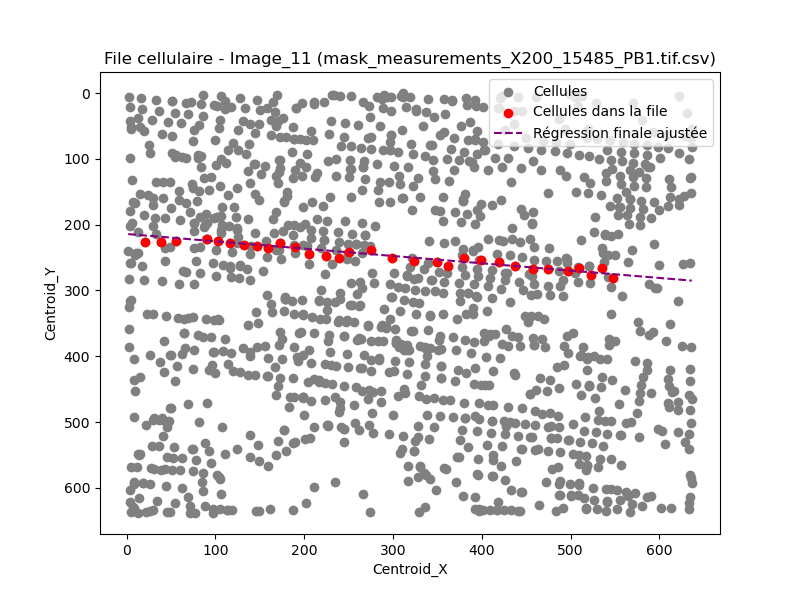 File cellulaire - Image_11 (mask_measurements_X200_15485_PB1.tif.csv)
Cellules
Cellules dans la file
Régression finale ajustée
Centroid_Y
0
100
200
300
400
500
600
0 100 200 300 400 500 600
Centroid_X